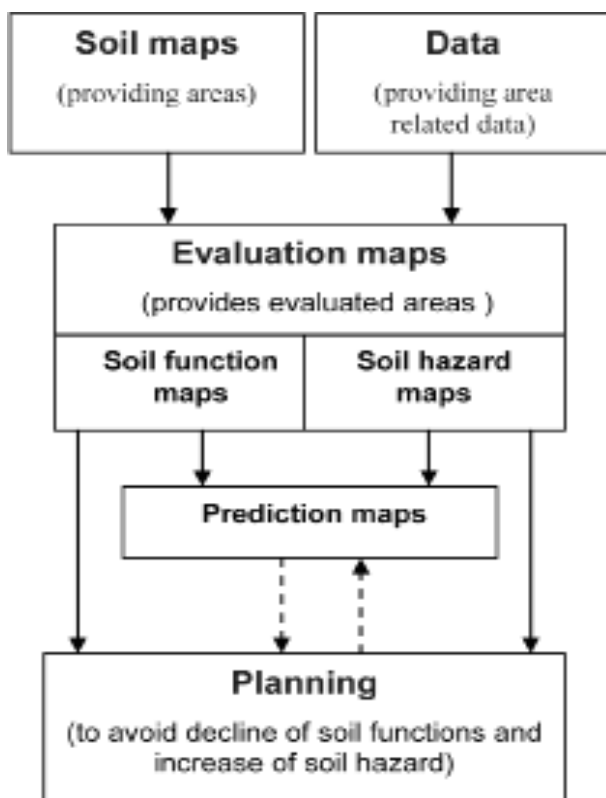 Soil maps
(providing areas)
Data
(providing area
related data)
Evaluation maps
(provides evaluated areas )
Soil function
maps
Soil hazard
maps
Prediction maps
Planning
(to avoid decline of soil functions and
increase of soil hazard)